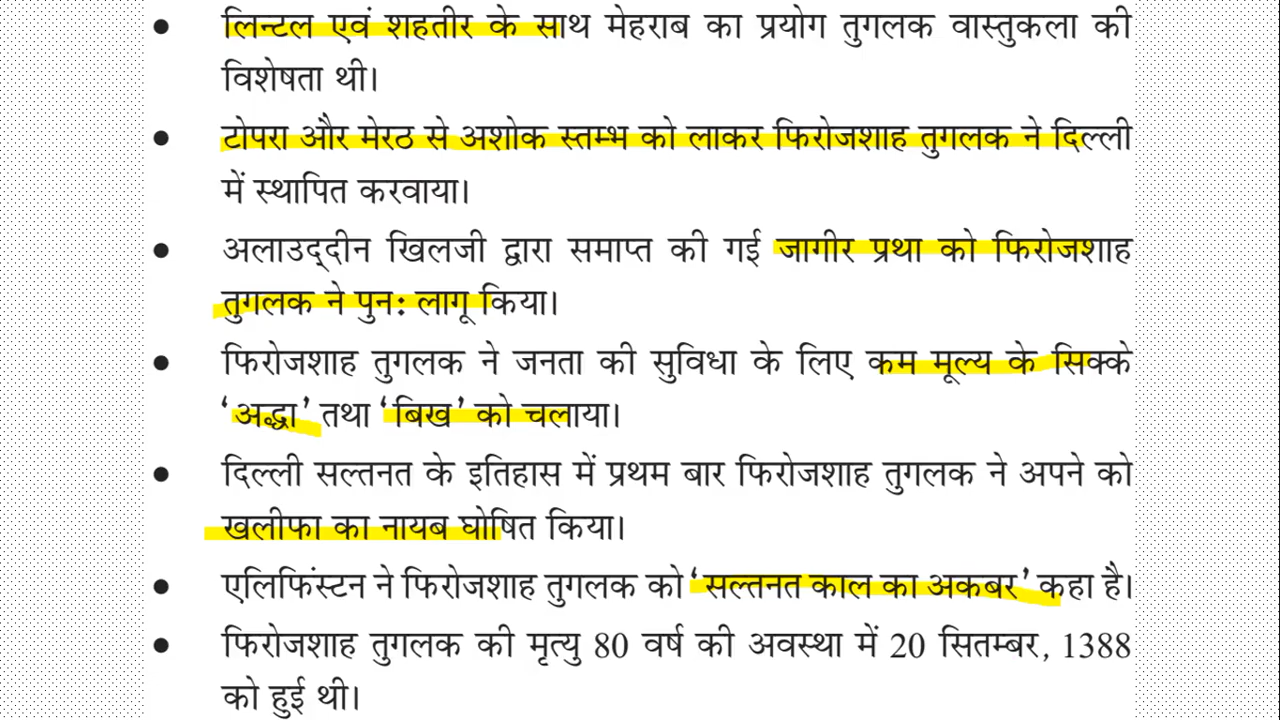 • लिन्टल एवं शहतीर के साथ मेहराब का प्रयोग तुगलक वास्तुकला की
विशेषता थी।
• टोपरा और मेरठ से अशोक स्तम्भ को लाकर फिरोजशाह तुगलक ने दिल्ली
में स्थापित करवाया।
• अलाउद्‌दीन खिलजी द्वारा समाप्त की गई जागीर प्रथा को फिरोजशाह
तुगलक ने पुनः लागू किया।
• फिरोजशाह तुगलक ने जनता की सुविधा के लिए कम मूल्य के सिक्के
‘अद्धा’ तथा ‘बिख’ को चलाया।
• दिल्ली सल्तनत के इतिहास में प्रथम बार फिरोजशाह तुगलक ने अपने को
खलीफा का नायब घोषित किया।
• एलिफिंस्टन ने फिरोजशाह तुगलक को ‘सल्तनत काल का अकबर’ कहा है।
• फिरोजशाह तुगलक की मृत्यु 80 वर्ष की अवस्था में 20 सितम्बर, 1388
को हुई थी।